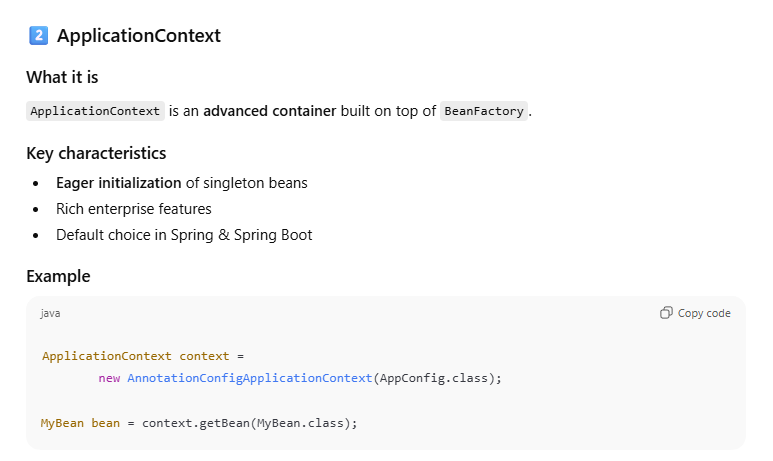 2 ApplicationContext
What it is
ApplicationContext is an advanced container built on top of BeanFactory.
Key characteristics
• Eager initialization of singleton beans
• Rich enterprise features
• Default choice in Spring & Spring Boot
Example
java Copy code
ApplicationContext context =
        new AnnotationConfigApplicationContext(AppConfig.class);
MyBean bean = context.getBean(MyBean.class);